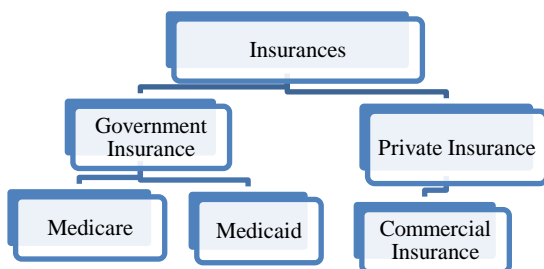 Insurances
Government
Insurance
Private Insurance
Medicare
Medicaid
Commercial
Insurance